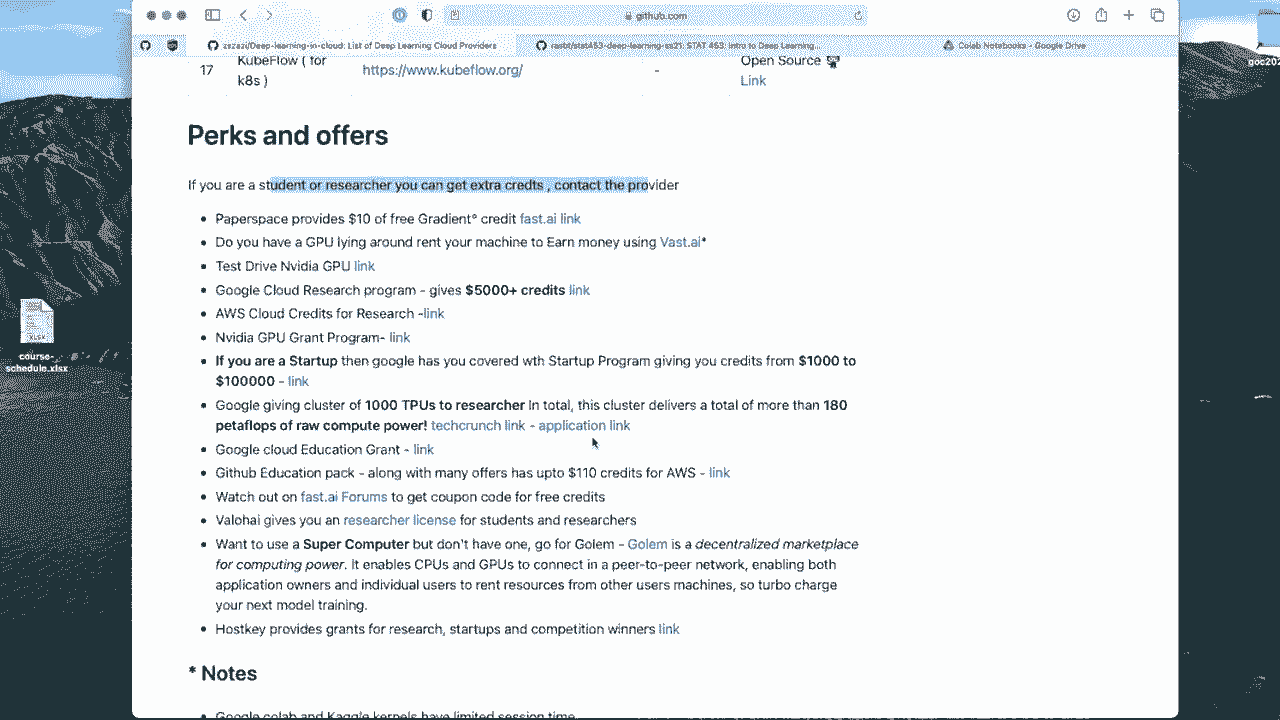 github.com
zszazi/Deep-learning-in-cloud: List of Deep Learning Cloud Providers
rasbt/stat453-deep-learning-ss21: STAT 453: Intro to Deep Learning...
Colab Notebooks - Google Drive
17
KubeFlow ( for
k8s )
https://www.kubeflow.org/
-
Open Source
Link
Perks and offers
If you are a student or researcher you can get extra credts , contact the provider
Paperspace provides $10 of free Gradient° credit fast.ai link
Do you have a GPU lying around rent your machine to Earn money using Vast.ai*
Test Drive Nvidia GPU link
Google Cloud Research program - gives $5000+ credits link
AWS Cloud Credits for Research -link
Nvidia GPU Grant Program- link
If you are a Startup then google has you covered wth Startup Program giving you credits from $1000 to
$100000 - link
Google giving cluster of 1000 TPUs to researcher In total, this cluster delivers a total of more than 180
petaflops of raw compute power! techcrunch link - application link
Google cloud Education Grant - link
Github Education pack - along with many offers has upto $110 credits for AWS - link
Watch out on fast.ai Forums to get coupon code for free credits
Valohai gives you an researcher license for students and researchers
Want to use a Super Computer but don't have one, go for Golem - Golem is a decentralized marketplace
for computing power. It enables CPUs and GPUs to connect in a peer-to-peer network, enabling both
application owners and individual users to rent resources from other users machines, so turbo charge
your next model training.
Hostkey provides grants for research, startups and competition winners link
* Notes
Google colab and Kaggle kernels have limited session time
XLSX
course-
schedule.xlsx